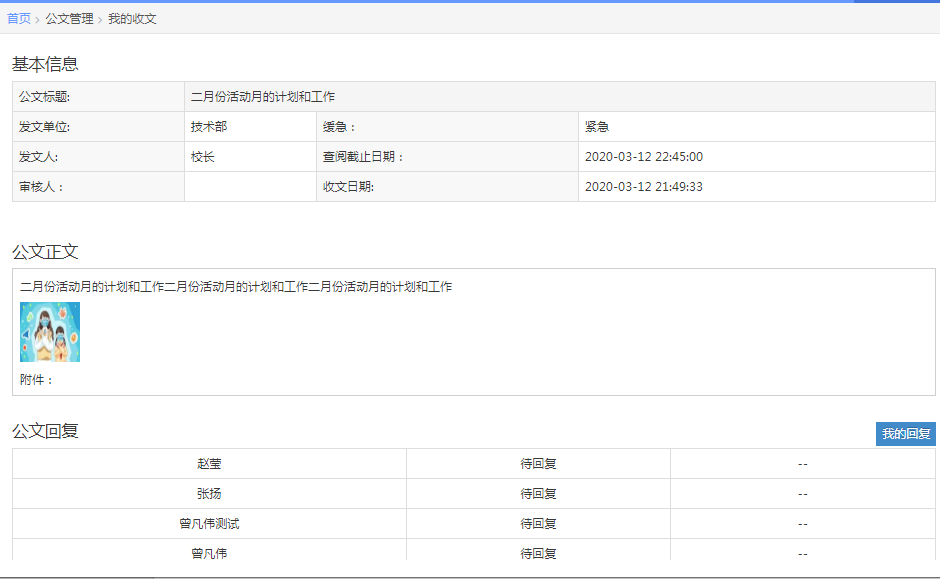 首页 › 公文管理 › 我的收文
基本信息
公文标题: 二月份活动月的计划和工作
发文单位: 技术部 缓急： 紧急
发文人: 校长 查阅截止日期： 2020-03-12 22:45:00
审核人： 收文日期: 2020-03-12 21:49:33
公文正文
二月份活动月的计划和工作二月份活动月的计划和工作二月份活动月的计划和工作
附件：
公文回复 我的回复
赵莹 待回复 --
张扬 待回复 --
曾凡伟测试 待回复 --
曾凡伟 待回复 --